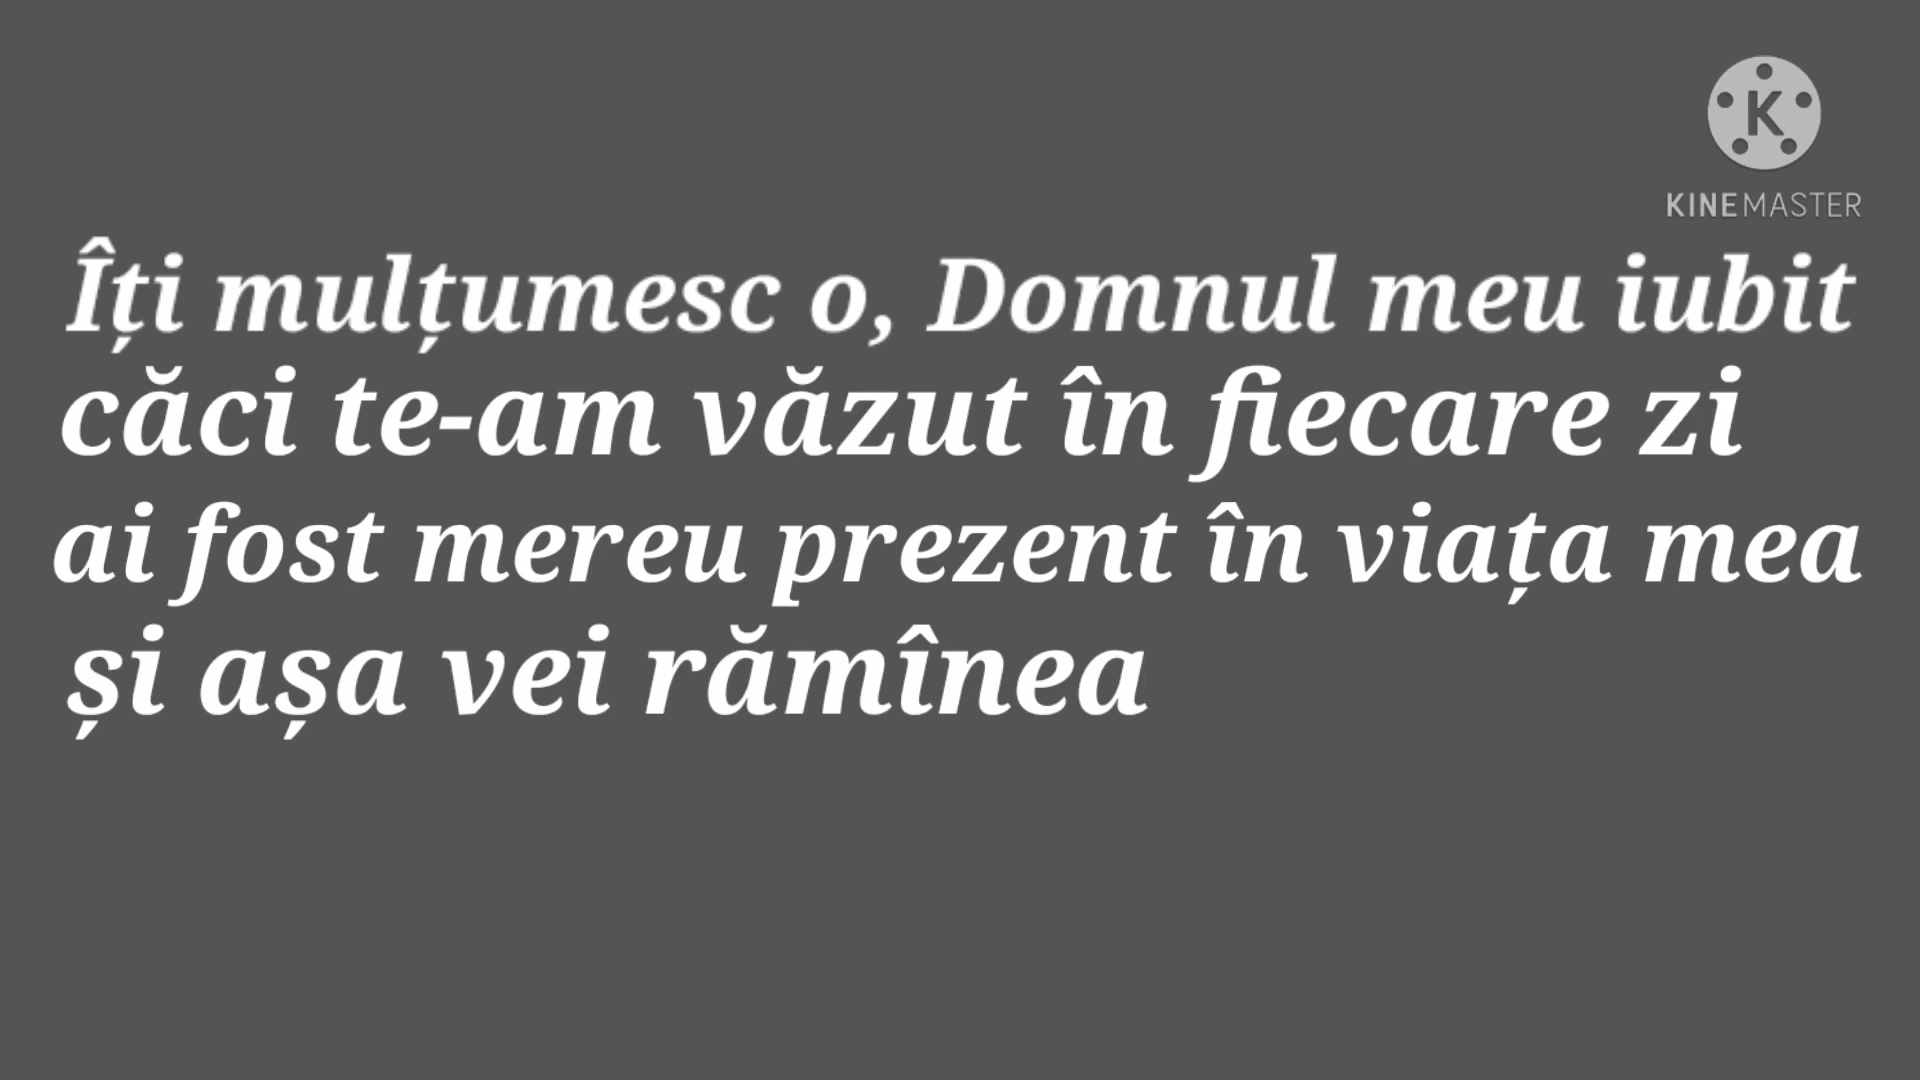 K
KINEMASTER
Îți mulțumesc o, Domnul meu iubit
căci te-am văzut în fiecare zi
ai fost mereu prezent în viața mea
și așa vei rămînea